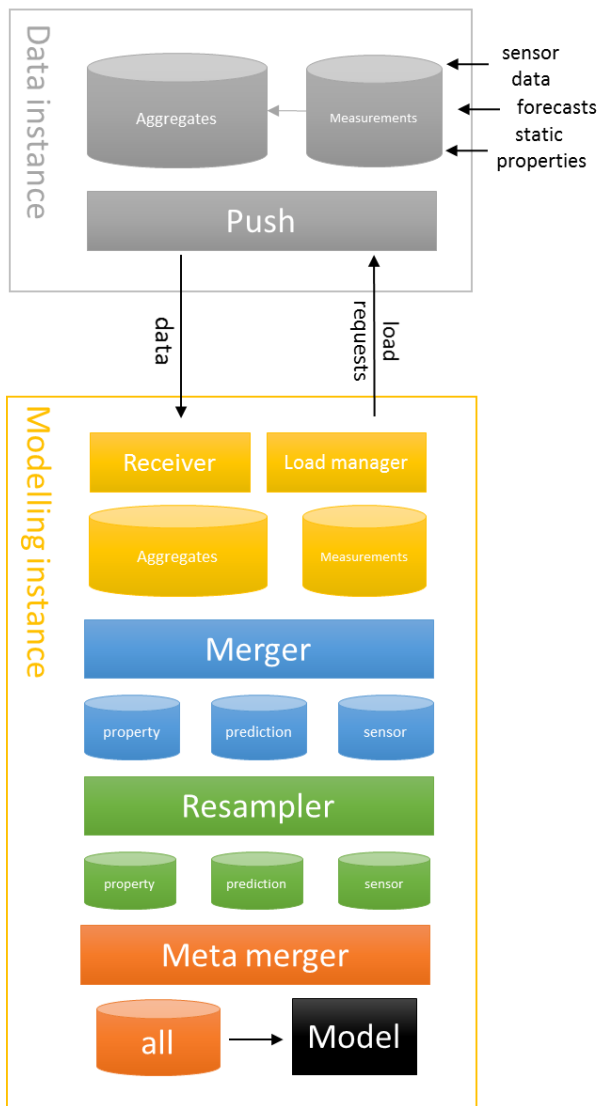 Data instance
Aggregates
Measurements
sensor
data
forecasts
static
properties
Push
data
load
requests
Modelling instance
Receiver
Load manager
Aggregates
Measurements
Merger
property
prediction
sensor
Resampler
property
prediction
sensor
Meta merger
all
Model